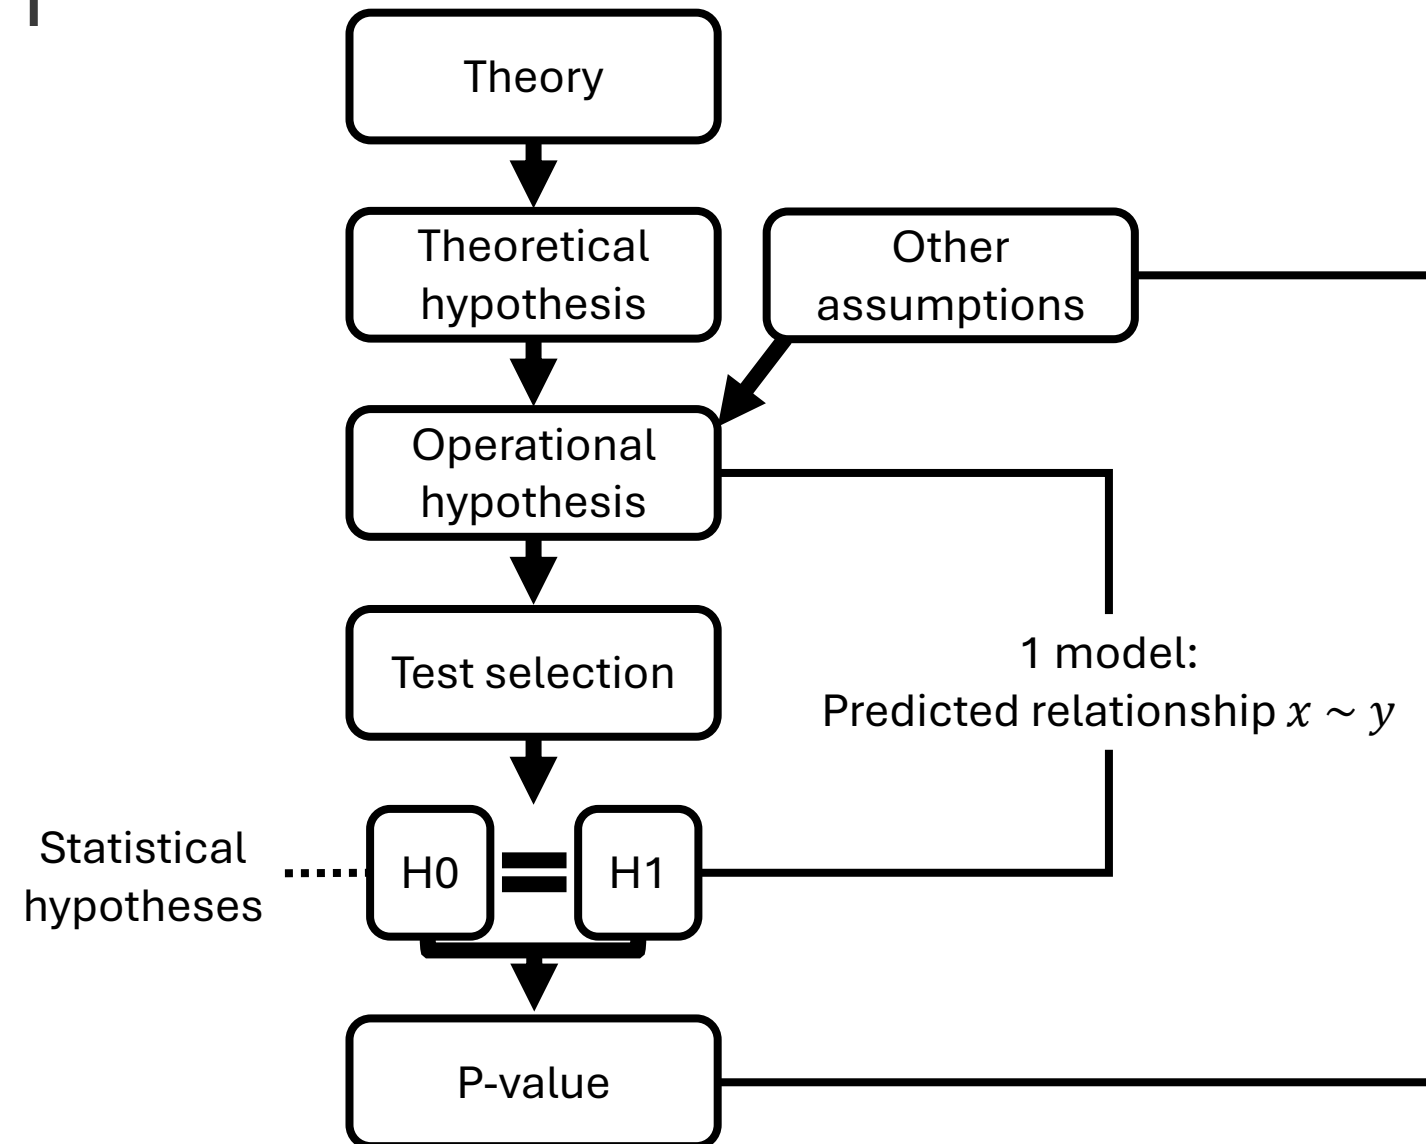 Theory
Theoretical
hypothesis
Other
assumptions
Operational
hypothesis
Test selection
1 model:
Predicted relationship x ~ y
Statistical
hypotheses
H0
H1
P-value